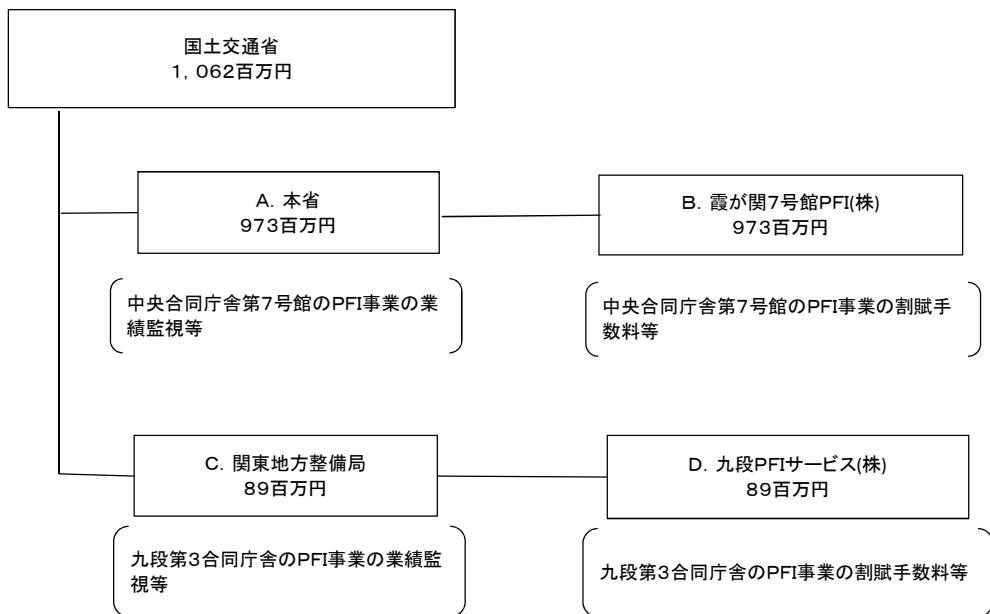 国土交通省
１，０６２百万円
Ａ．本省
９７３百万円
Ｂ．霞が関７号館ＰＦＩ(株)
９７３百万円
中央合同庁舎第７号館のＰＦＩ事業の業
績監視等
中央合同庁舎第７号館のＰＦＩ事業の割賦手
数料等
Ｃ．関東地方整備局
８９百万円
Ｄ．九段ＰＦＩサービス(株)
８９百万円
九段第３合同庁舎のＰＦＩ事業の業績監
視等
九段第３合同庁舎のＰＦＩ事業の割賦手数料等